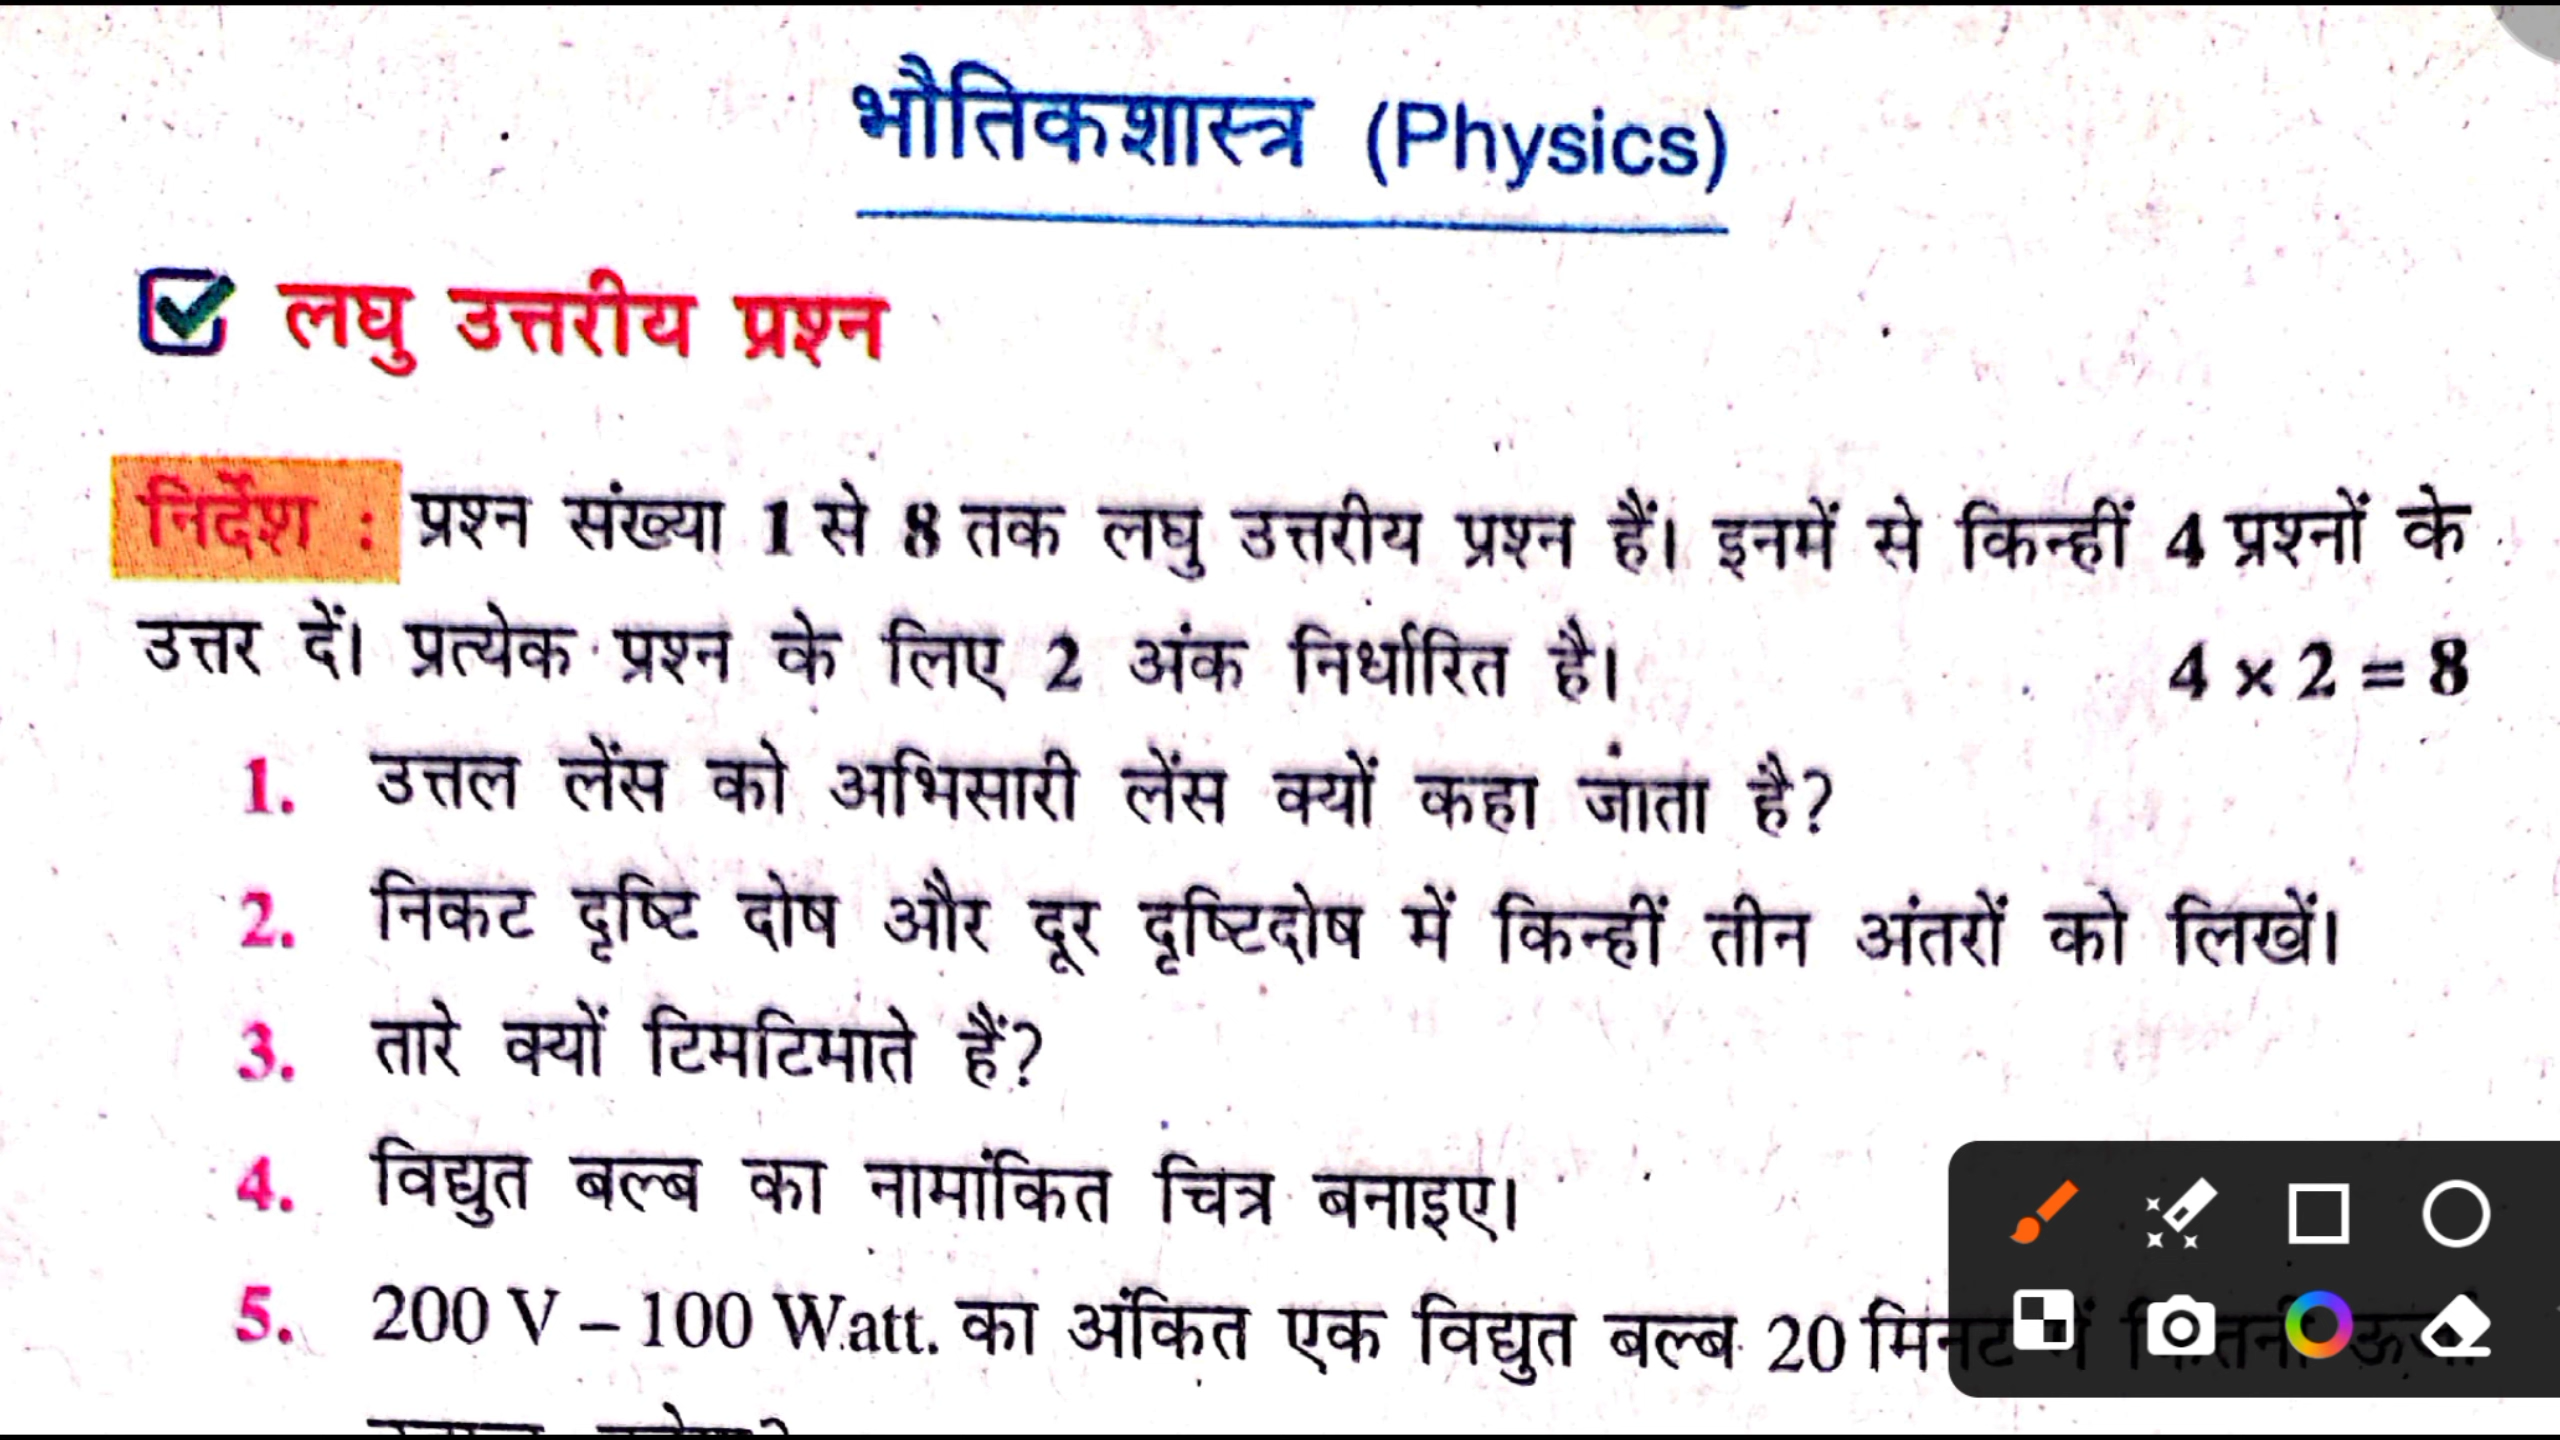 भौतिकशास्त्र (Physics)
लघु उत्तरीय प्रश्न
निर्देश : प्रश्न संख्या 1 से 8 तक लघु उत्तरीय प्रश्न हैं। इनमें से किन्हीं 4 प्रश्नों के
उत्तर दें। प्रत्येक प्रश्न के लिए 2 अंक निर्धारित है। 4 × 2 = 8
1. उत्तल लेंस को अभिसारी लेंस क्यों कहा जाता है?
2. निकट दृष्टि दोष और दूर दृष्टिदोष में किन्हीं तीन अंतरों को लिखें।
3. तारे क्यों टिमटिमाते हैं?
4. विद्युत बल्ब का नामांकित चित्र बनाइए।
5. 200 V – 100 Watt. का अंकित एक विद्युत बल्ब 20 मिनट में कितनी ऊर्जा